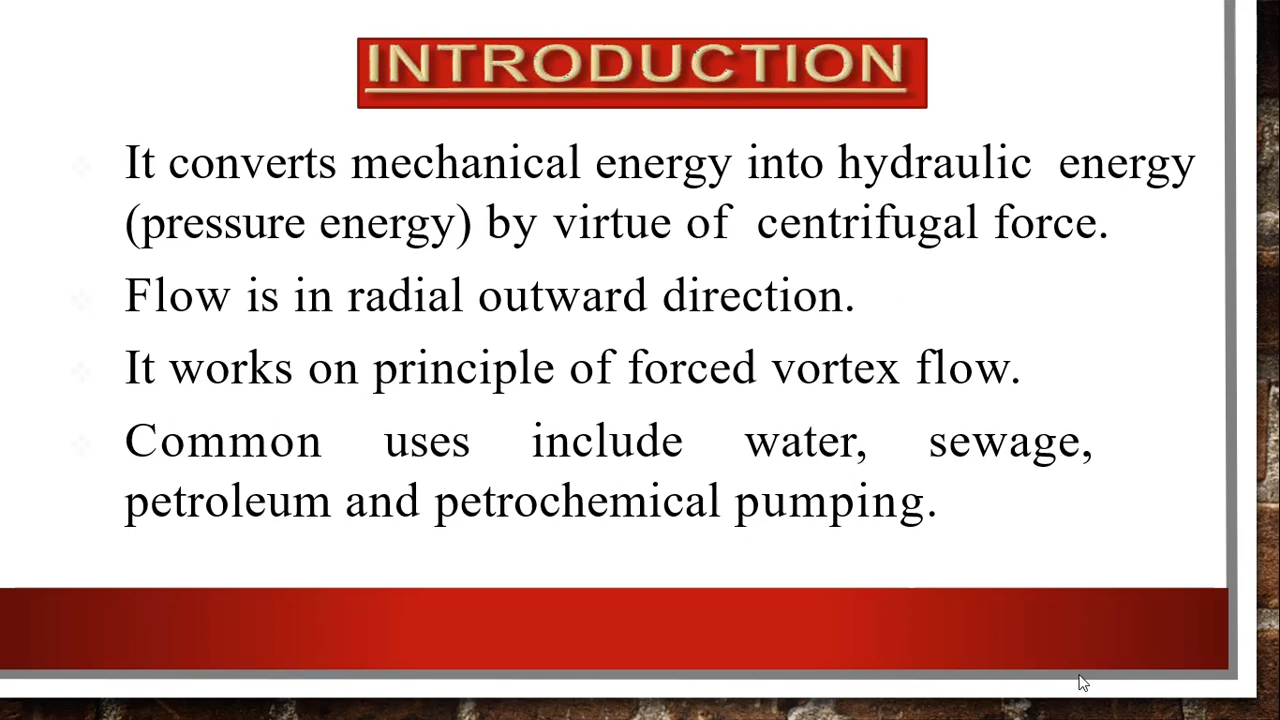 INTRODUCTION
It converts mechanical energy into hydraulic energy
(pressure energy) by virtue of centrifugal force.
Flow is in radial outward direction.
It works on principle of forced vortex flow.
Common uses include water, sewage,
petroleum and petrochemical pumping.